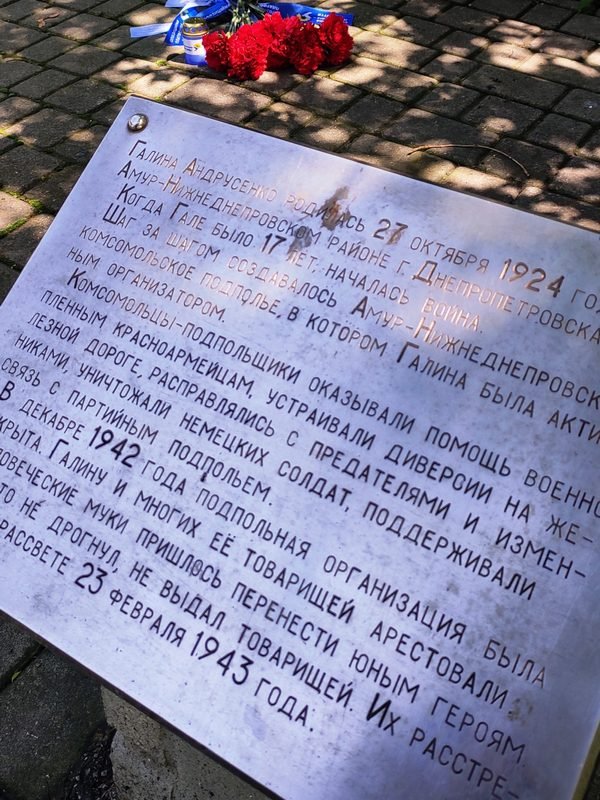 Галина Андрусенко родилась 27 октября 1924 год
Амур-Нижнеднепровском районе г. Днепропетровска
Когда Гале было 17 лет, началась война.
Шаг за шагом создавалось Амур-Нижнеднепровск
комсомольское подполье, в котором Галина была акти
ным организатором.
Комсомольцы-подпольщики оказывали помощь военно
пленным красноармейцам, устраивали диверсии на же-
лезной дороге, расправлялись с предателями и измен-
никами, уничтожали немецких солдат, поддерживали
связь с партийным подпольем.
В декабре 1942 года подпольная организация была
крыта. Галину и многих её товарищей арестовали.
овеческие муки пришлось перенести юным героям.
то не дрогнул, не выдал товарищей. Их расстре-
рассвете 23 февраля 1943 года.